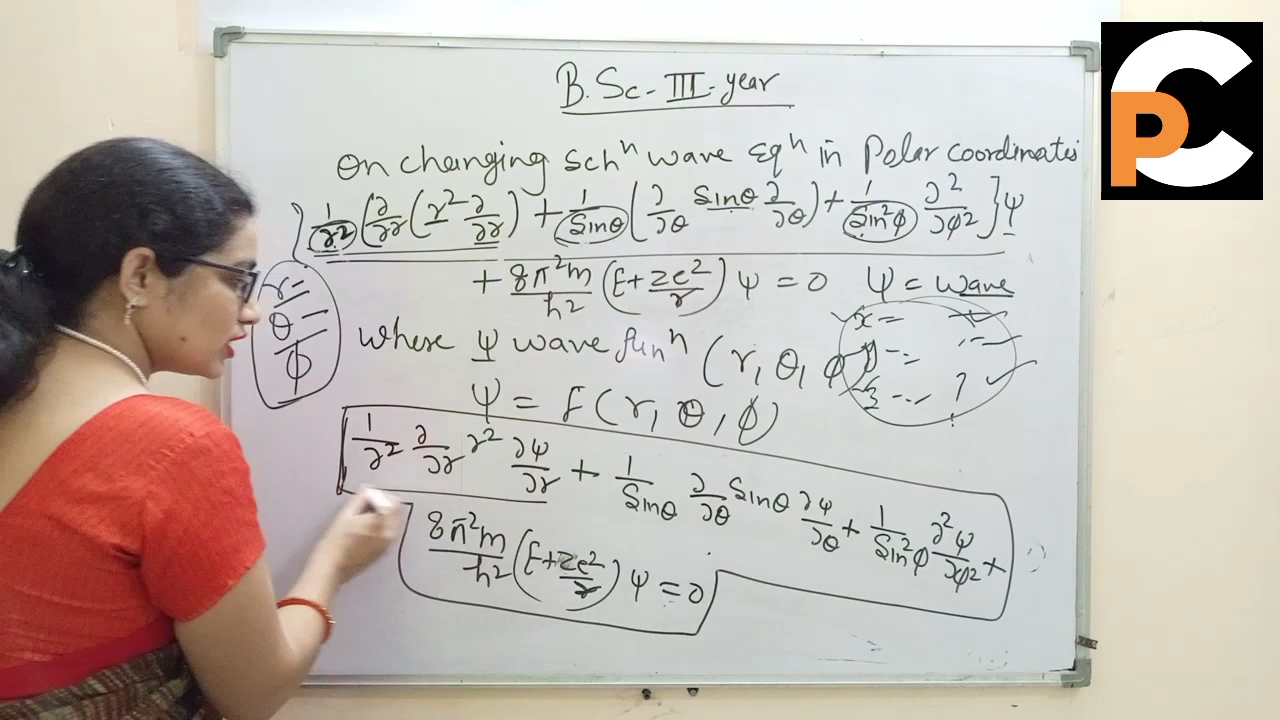 B.Sc-III-year
On changing Schⁿ wave Eqⁿ in Polar coordinates
1/r² (∂/∂r (r² ∂/∂r) + 1/Sinθ (∂/∂θ Sinθ ∂/∂θ) + 1/Sin²φ ∂²/∂φ²] Ψ
+ 8π²m/h² (E+ze²/r) Ψ = 0 Ψ = wave
r
θ
φ
where Ψ wave funⁿ (r, θ, φ)
x =
Ψ = f(r, θ, φ)
1/r² ∂/∂r r² ∂Ψ/∂r + 1/Sinθ ∂/∂θ Sinθ ∂Ψ/∂θ + 1/Sin²φ ∂²Ψ/∂φ² +
8π²m/h² (E+ze²/r) Ψ = 0
PC